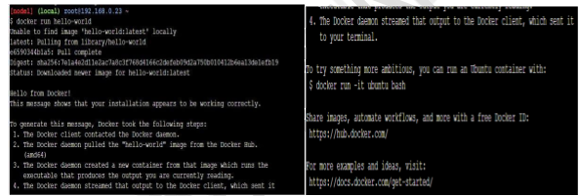 [node1] (local) root@192.168.0.23 ~
$ docker run hello-world
Unable to find image 'hello-world:latest' locally
latest: Pulling from library/hello-world
Pull complete
Digest:
Status: Downloaded newer image for hello-world:latest
Hello from Docker!
This message shows that your installation appears to be working correctly.
To generate this message, Docker took the following steps:
1. The Docker client contacted the Docker daemon.
2. The Docker daemon pulled the "hello-world" image from the Docker Hub.
(amd64)
3. The Docker daemon created a new container from that image which runs the
executable that produces the output you are currently reading.
4. The Docker daemon streamed that output to the Docker client, which sent it
4. The Docker daemon streamed that output to the Docker client, which sent it
to your terminal.
To try something more ambitious, you can run an Ubuntu container with:
$ docker run -it ubuntu bash
Share images, automate workflows, and more with a free Docker ID:
https://hub.docker.com/
For more examples and ideas, visit:
https://docs.docker.com/get-started/